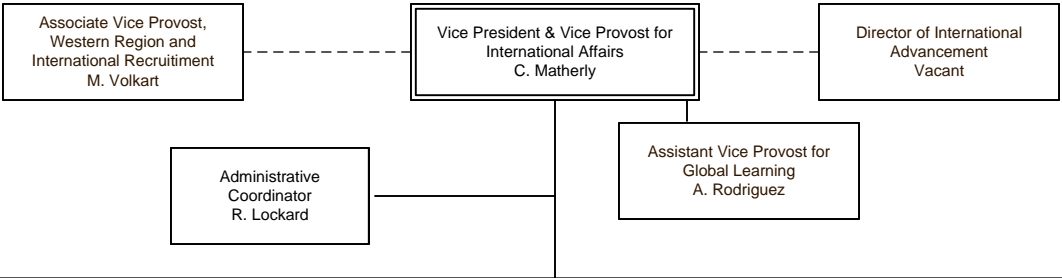 Associate Vice Provost,
Western Region and
International Recruitiment
M. Volkart
Vice President & Vice Provost for
International Affairs
C. Matherly
Director of International
Advancement
Vacant
Assistant Vice Provost for
Global Learning
A. Rodriguez
Administrative
Coordinator
R. Lockard